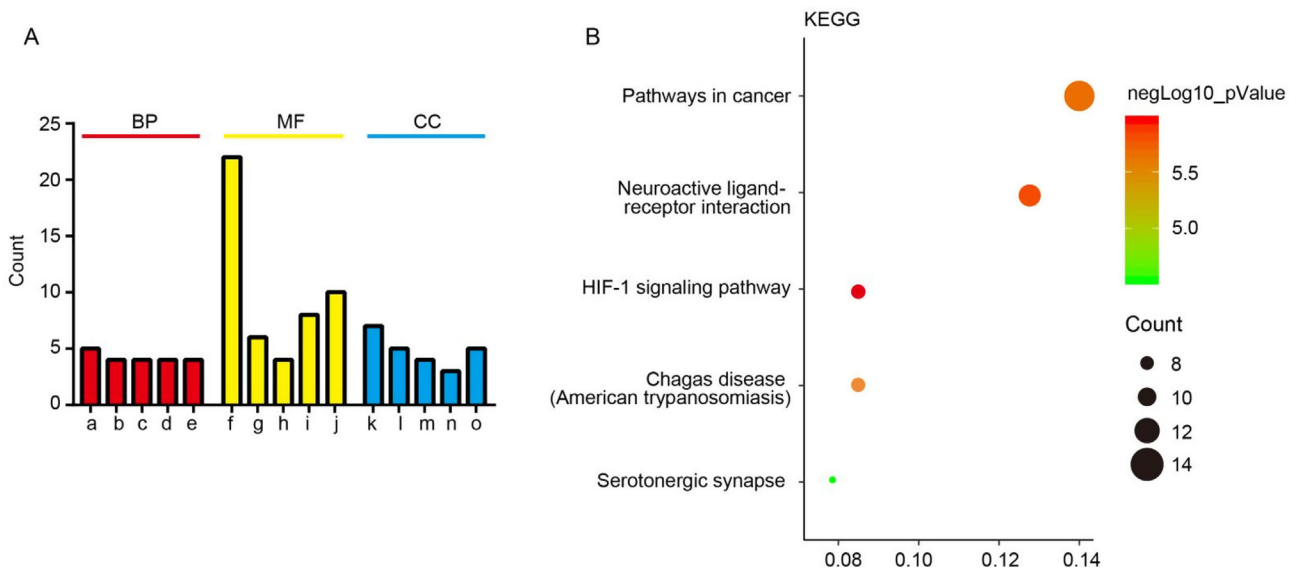 A
BP MF CC
25
20
15
10
5
0
Count
a b c d e f g h i j k l m n o
B
KEGG
Pathways in cancer
Neuroactive ligand-
receptor interaction
HIF-1 signaling pathway
Chagas disease
(American trypanosomiasis)
Serotonergic synapse
0.08 0.10 0.12 0.14
negLog10_pValue
5.5
5.0
Count
8
10
12
14